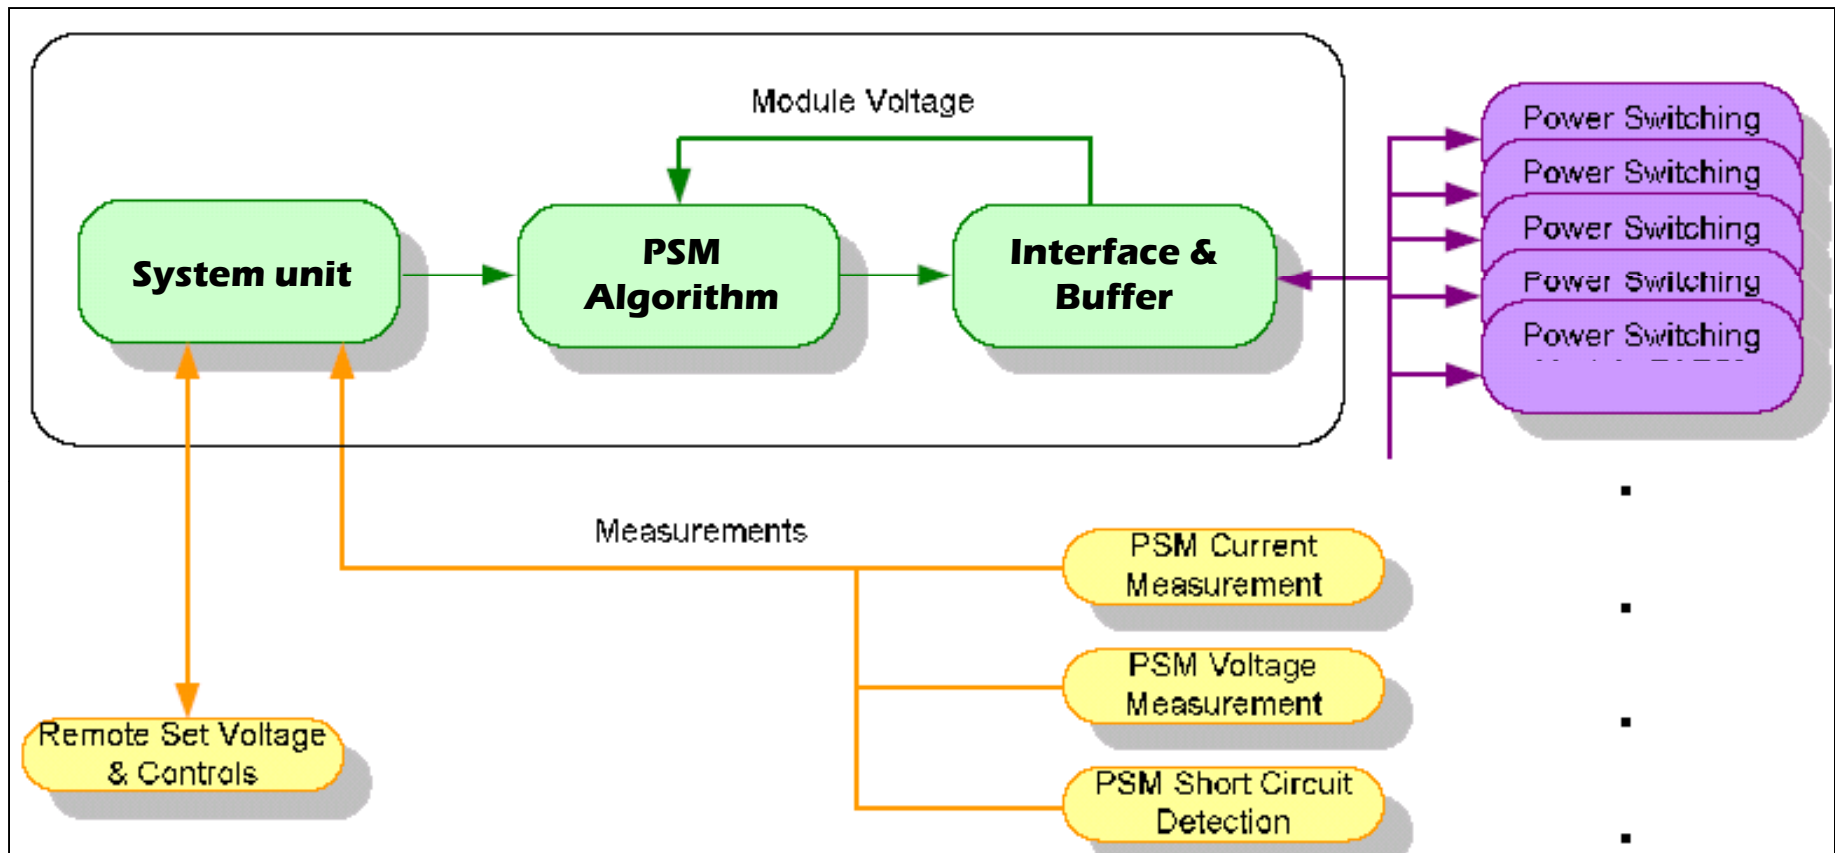 Module Voltage
System unit
PSM
Algorithm
Interface &
Buffer
Power Switching
Power Switching
Power Switching
Power Switching
Power Switching
Measurements
PSM Current
Measurement
PSM Voltage
Measurement
PSM Short Circuit
Detection
Remote Set Voltage
& Controls